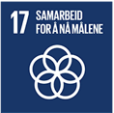 17 SAMARBEID
FOR Å NÅ MÅLENE